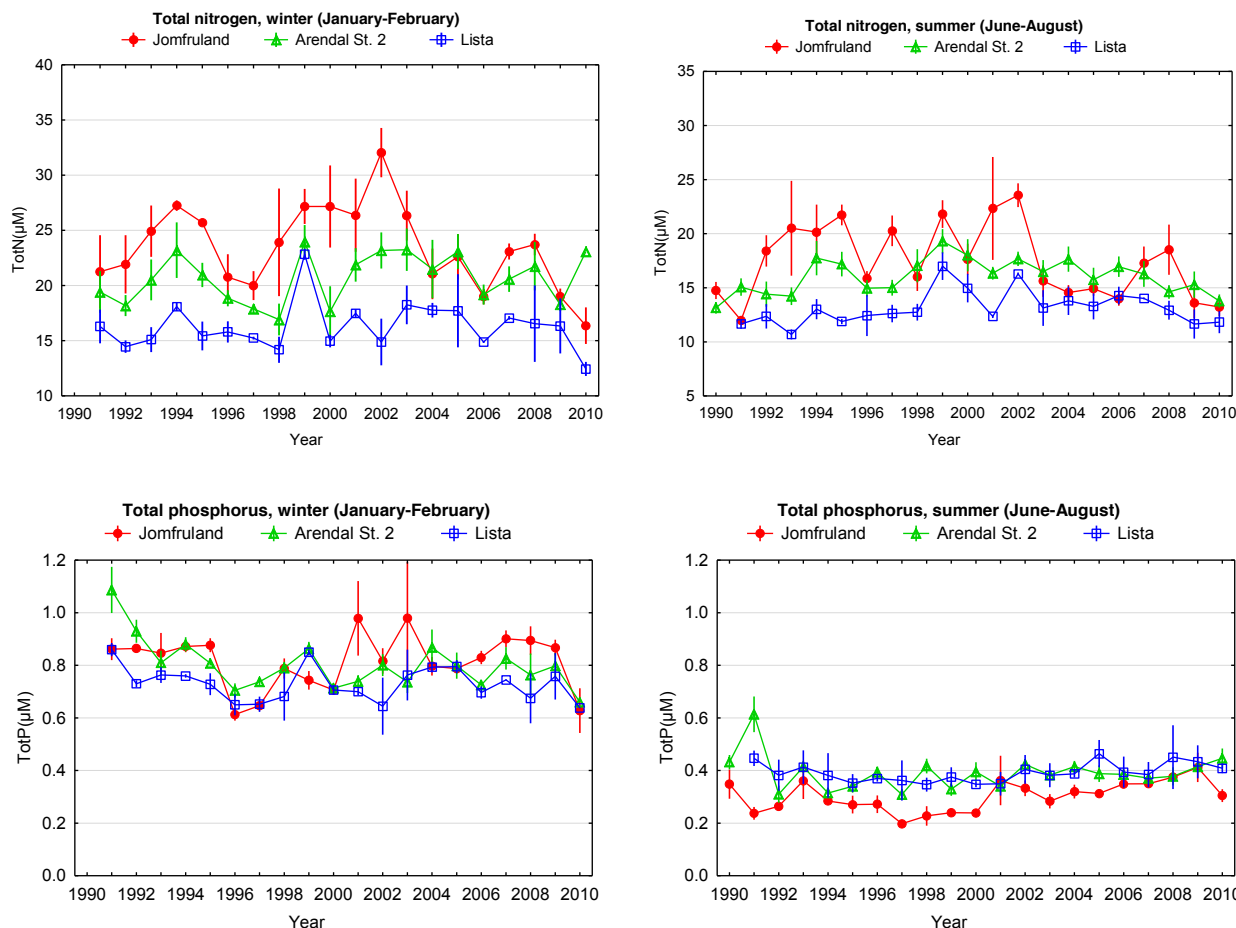 Total nitrogen, winter (January-February)
Jomfruland Arendal St. 2 Lista
40
35
30
25
20
15
10
TotN(µM)
1990 1992 1994 1996 1998 2000 2002 2004 2006 2008 2010
Year
Total nitrogen, summer (June-August)
Jomfruland Arendal St. 2 Lista
35
30
25
20
15
10
5
TotN(µM)
1990 1992 1994 1996 1998 2000 2002 2004 2006 2008 2010
Year
Total phosphorus, winter (January-February)
Jomfruland Arendal St. 2 Lista
1.2
1.0
0.8
0.6
0.4
0.2
0.0
TotP(µM)
1990 1992 1994 1996 1998 2000 2002 2004 2006 2008 2010
Year
Total phosphorus, summer (June-August)
Jomfruland Arendal St. 2 Lista
1.2
1.0
0.8
0.6
0.4
0.2
0.0
TotP(µM)
1990 1992 1994 1996 1998 2000 2002 2004 2006 2008 2010
Year